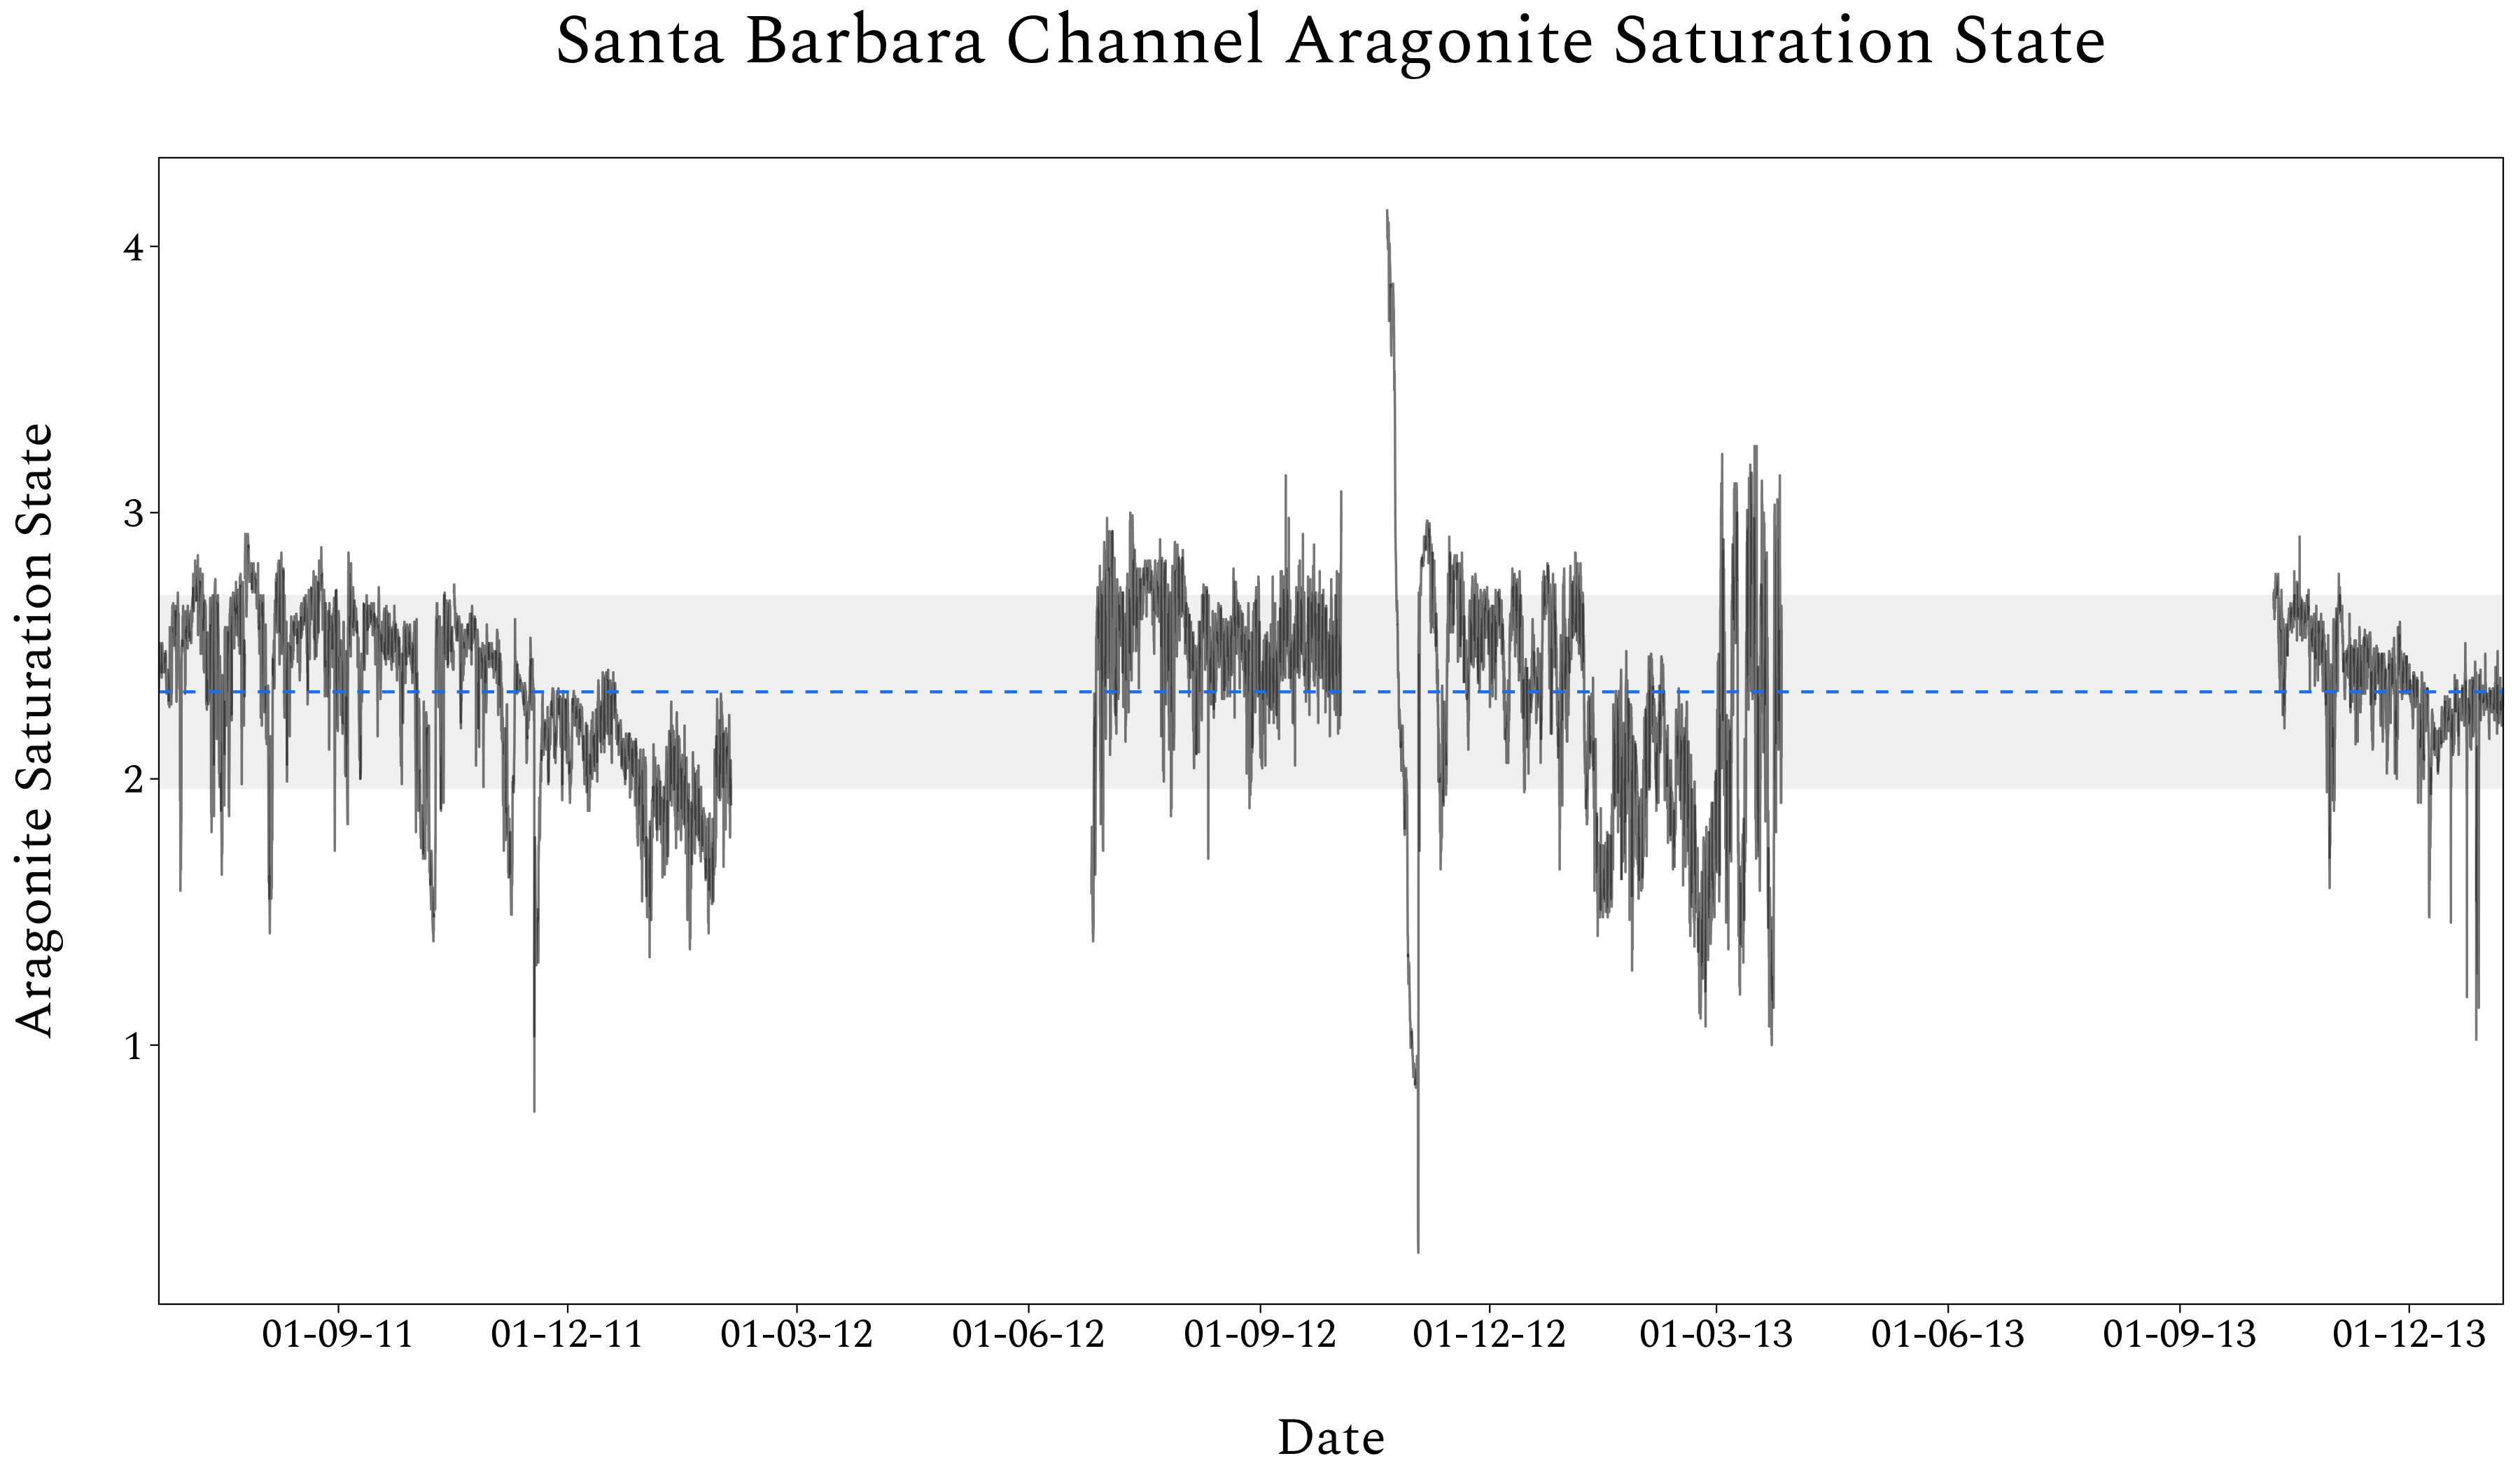 Santa Barbara Channel Aragonite Saturation State
Aragonite Saturation State
4
3
2
1
01-09-11 01-12-11 01-03-12 01-06-12 01-09-12 01-12-12 01-03-13 01-06-13 01-09-13 01-12-13
Date